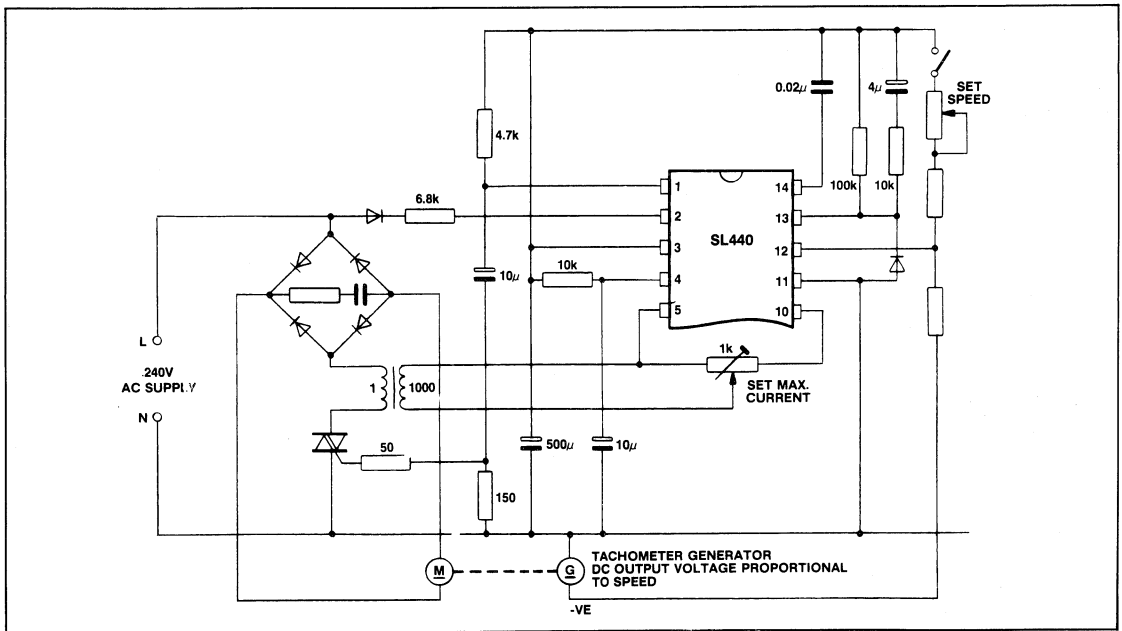 4.7k
0.02µ
4µ
SET
SPEED
100k
10k
6.8k
1
2
3
4
5
SL440
14
13
12
11
10
10µ
10k
1k
SET MAX.
CURRENT
L
240V
AC SUPPLY
N
1
1000
50
150
500µ
10µ
M
G
TACHOMETER GENERATOR
DC OUTPUT VOLTAGE PROPORTIONAL
TO SPEED
-VE